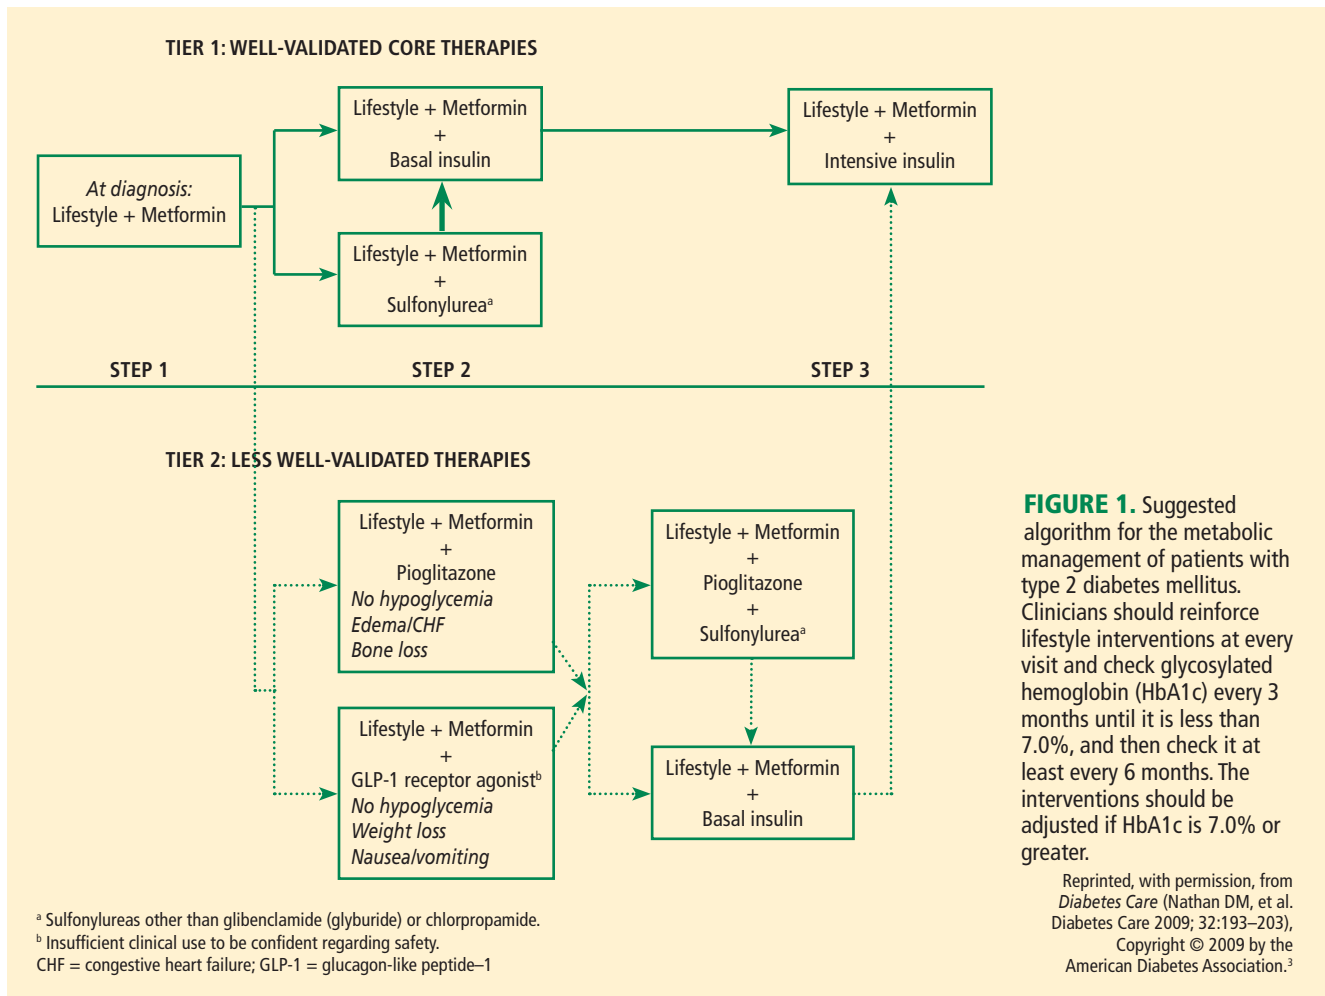 TIER 1: WELL-VALIDATED CORE THERAPIES
At diagnosis:
Lifestyle + Metformin
Lifestyle + Metformin
+
Basal insulin
Lifestyle + Metformin
+
Sulfonylureaᵃ
Lifestyle + Metformin
+
Intensive insulin
STEP 1
STEP 2
STEP 3
TIER 2: LESS WELL-VALIDATED THERAPIES
Lifestyle + Metformin
+
Pioglitazone
No hypoglycemia
Edema/CHF
Bone loss
Lifestyle + Metformin
+
GLP-1 receptor agonistᵇ
No hypoglycemia
Weight loss
Nausea/vomiting
Lifestyle + Metformin
+
Pioglitazone
+
Sulfonylureaᵃ
Lifestyle + Metformin
+
Basal insulin
ᵃ Sulfonylureas other than glibenclamide (glyburide) or chlorpropamide.
ᵇ Insufficient clinical use to be confident regarding safety.
CHF = congestive heart failure; GLP-1 = glucagon-like peptide–1
FIGURE 1. Suggested
algorithm for the metabolic
management of patients with
type 2 diabetes mellitus.
Clinicians should reinforce
lifestyle interventions at every
visit and check glycosylated
hemoglobin (HbA1c) every 3
months until it is less than
7.0%, and then check it at
least every 6 months. The
interventions should be
adjusted if HbA1c is 7.0% or
greater.
Reprinted, with permission, from
Diabetes Care (Nathan DM, et al.
Diabetes Care 2009; 32:193–203),
Copyright © 2009 by the
American Diabetes Association.³